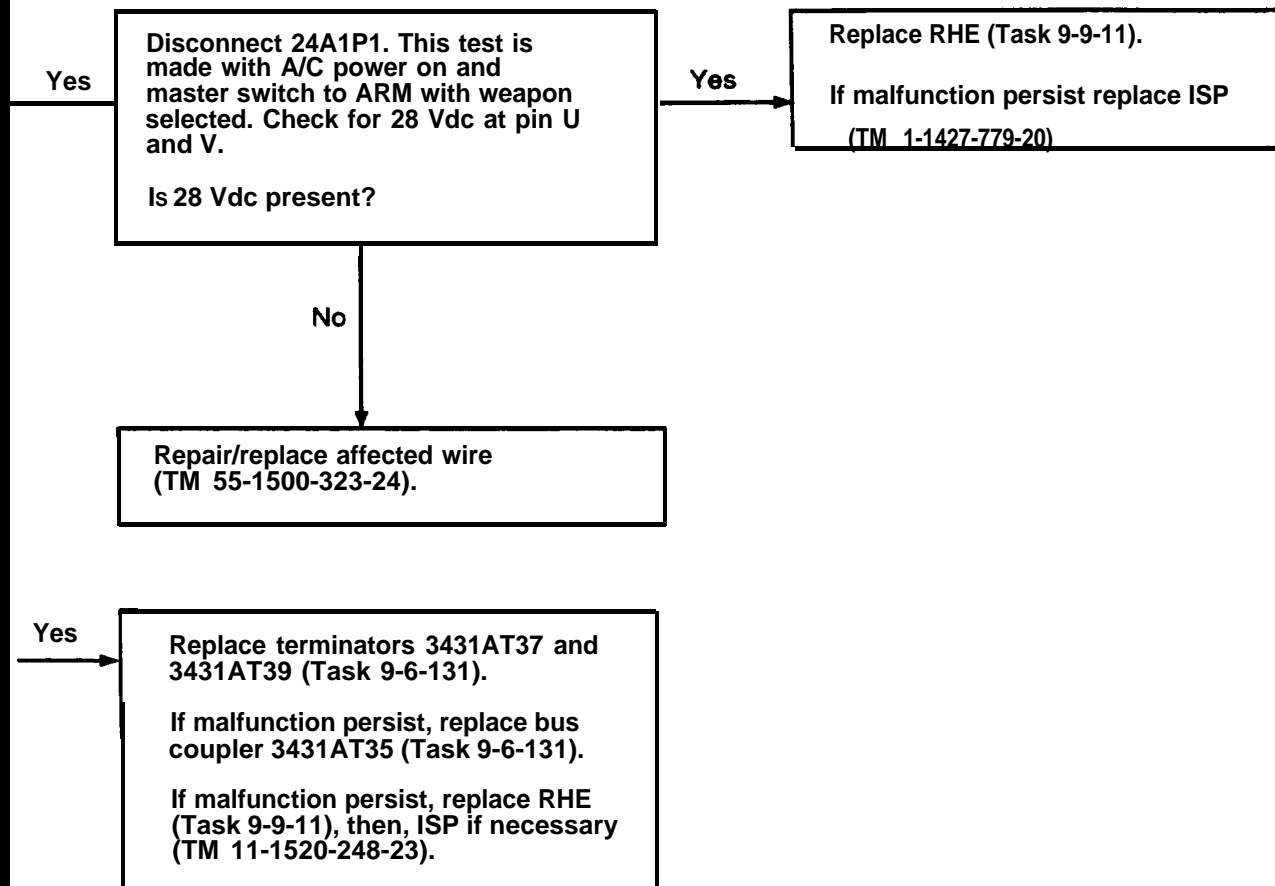 Yes
Disconnect 24A1P1. This test is
made with A/C power on and
master switch to ARM with weapon
selected. Check for 28 Vdc at pin U
and V.
Is 28 Vdc present?
Yes
Replace RHE (Task 9-9-11).
If malfunction persist replace ISP
(TM 1-1427-779-20)
No
Repair/replace affected wire
(TM 55-1500-323-24).
Yes
Replace terminators 3431AT37 and
3431AT39 (Task 9-6-131).
If malfunction persist, replace bus
coupler 3431AT35 (Task 9-6-131).
If malfunction persist, replace RHE
(Task 9-9-11), then, ISP if necessary
(TM 11-1520-248-23).